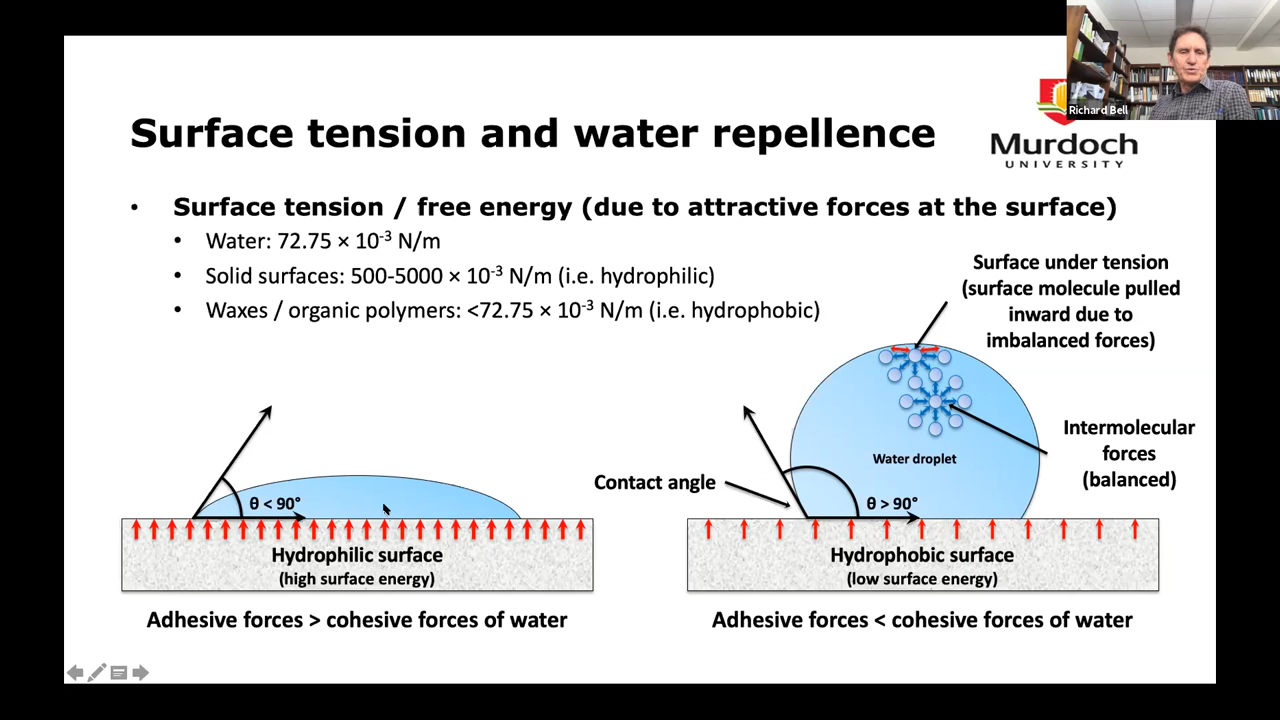 Richard Bell
Surface tension and water repellence
Murdoch
UNIVERSITY
• Surface tension / free energy (due to attractive forces at the surface)
• Water: 72.75 × 10⁻³ N/m
• Solid surfaces: 500-5000 × 10⁻³ N/m (i.e. hydrophilic)
• Waxes / organic polymers: <72.75 × 10⁻³ N/m (i.e. hydrophobic)
Surface under tension
(surface molecule pulled
inward due to
imbalanced forces)
Intermolecular
forces
(balanced)
Water droplet
Contact angle
θ < 90°
θ > 90°
Hydrophilic surface
(high surface energy)
Hydrophobic surface
(low surface energy)
Adhesive forces > cohesive forces of water
Adhesive forces < cohesive forces of water